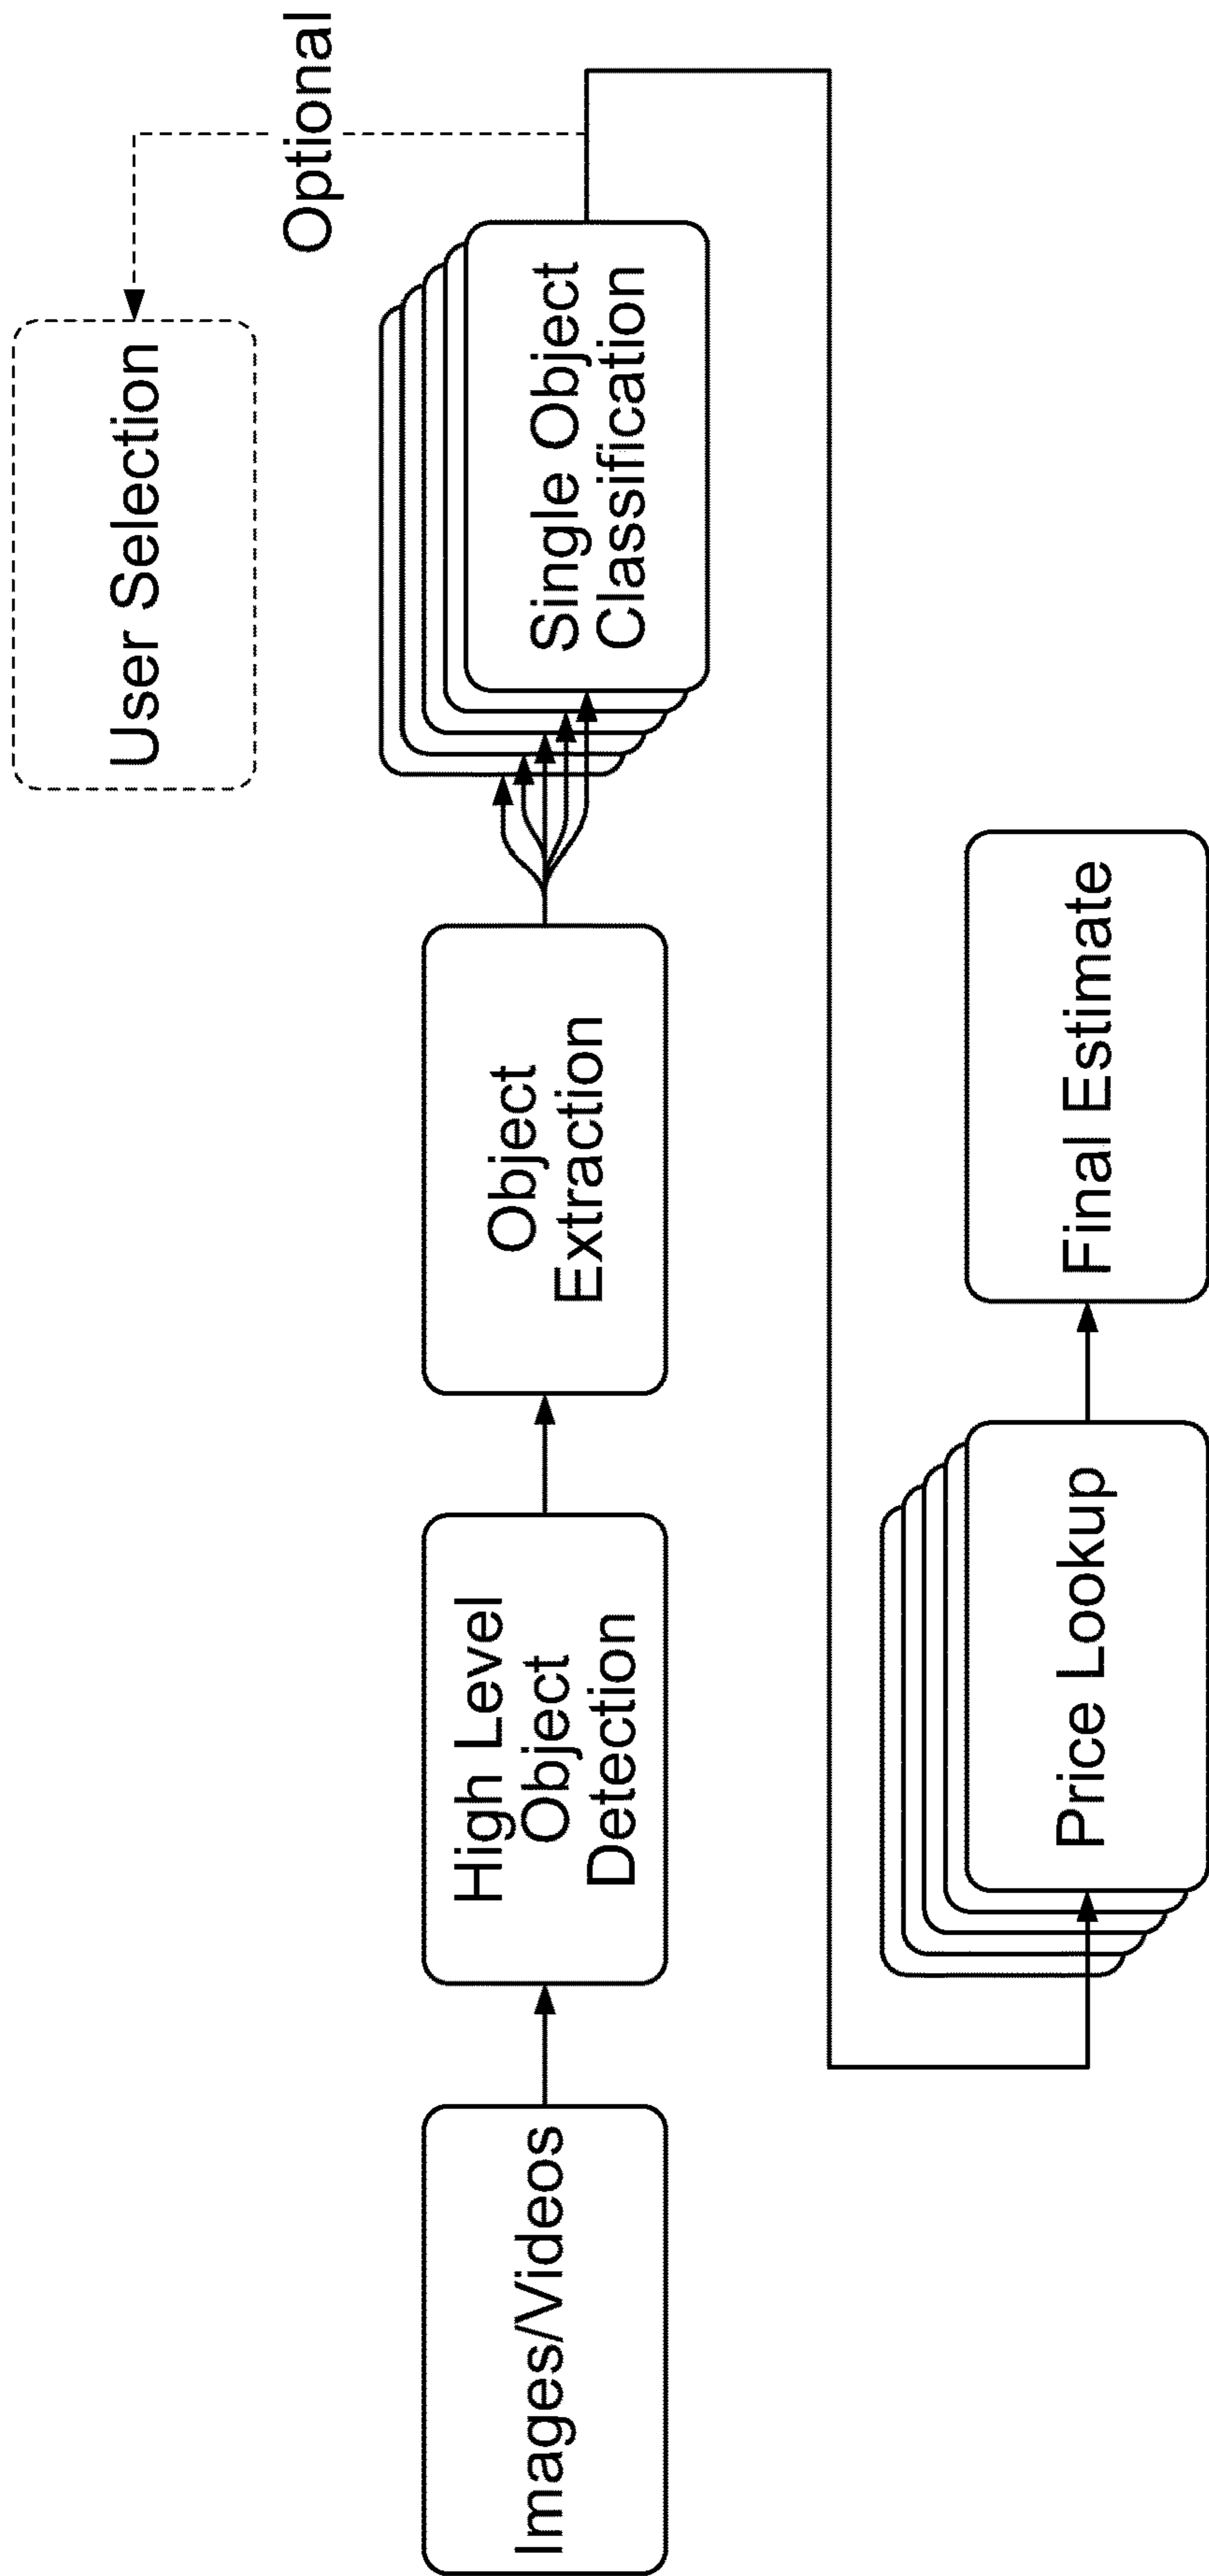 User Selection
Optional
Images/Videos
High Level
Object
Detection
Object
Extraction
Single Object
Classification
Price Lookup
Final Estimate